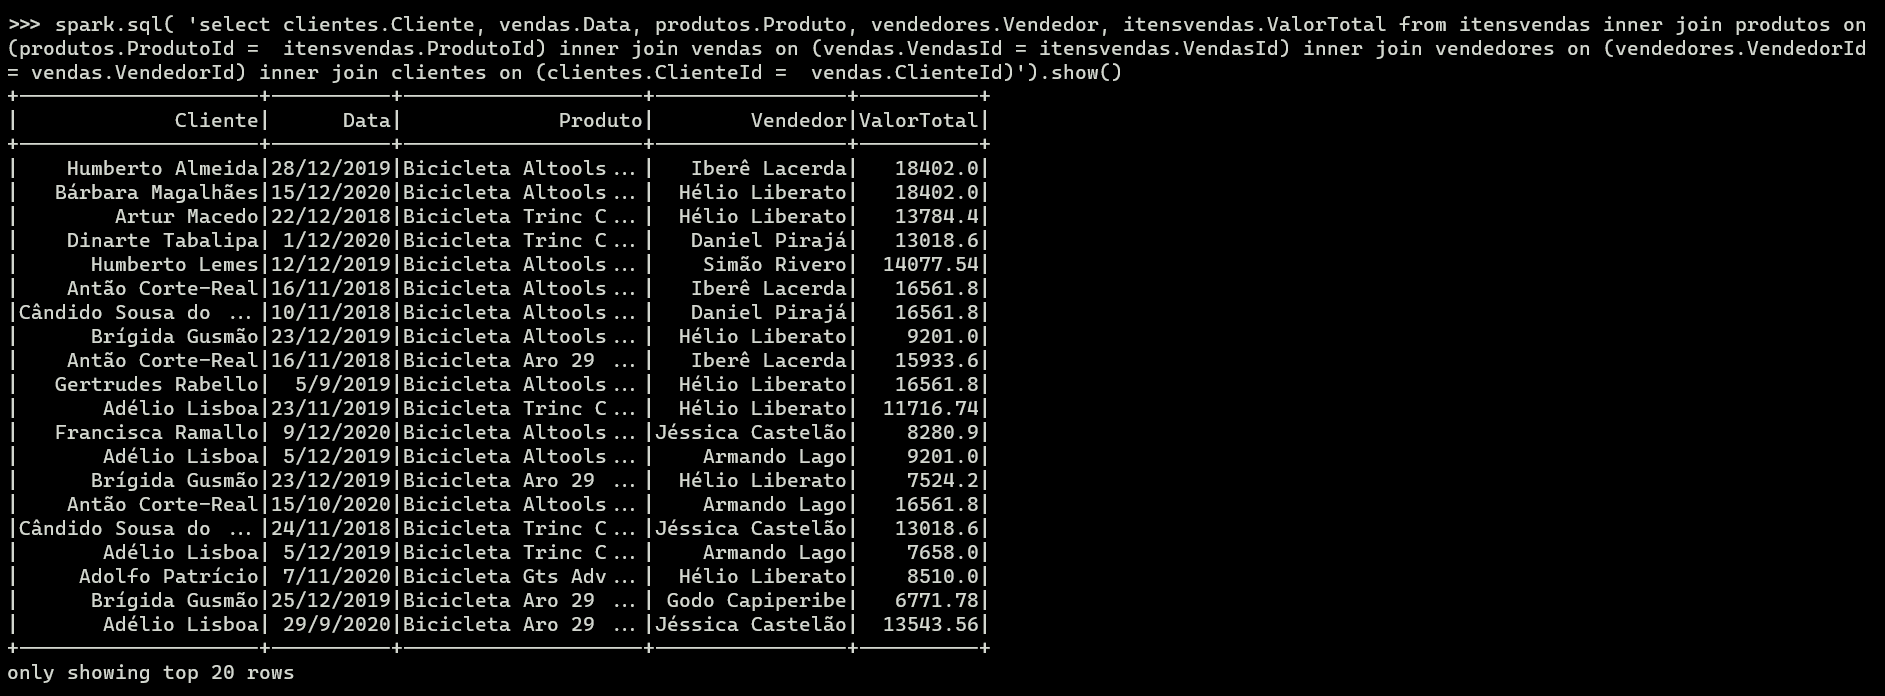 >>> spark.sql( 'select clientes.Cliente, vendas.Data, produtos.Produto, vendedores.Vendedor, itensvendas.ValorTotal from itensvendas inner join produtos on
(produtos.ProdutoId =  itensvendas.ProdutoId) inner join vendas on (vendas.VendasId = itensvendas.VendasId) inner join vendedores on (vendedores.VendedorId
= vendas.VendedorId) inner join clientes on (clientes.ClienteId =  vendas.ClienteId)').show()
+--------------------+----------+--------------------+----------------+----------+
|             Cliente|      Data|             Produto|        Vendedor|ValorTotal|
+--------------------+----------+--------------------+----------------+----------+
|    Humberto Almeida|28/12/2019|Bicicleta Altools...|   Iberê Lacerda|   18402.0|
|   Bárbara Magalhães|15/12/2020|Bicicleta Altools...|  Hélio Liberato|   18402.0|
|        Artur Macedo|22/12/2018|Bicicleta Trinc C...|  Hélio Liberato|   13784.4|
|    Dinarte Tabalipa| 1/12/2020|Bicicleta Trinc C...|   Daniel Pirajá|   13018.6|
|      Humberto Lemes|12/12/2019|Bicicleta Altools...|    Simão Rivero|  14077.54|
|    Antão Corte-Real|16/11/2018|Bicicleta Altools...|   Iberê Lacerda|   16561.8|
|Cândido Sousa do ...|10/11/2018|Bicicleta Altools...|   Daniel Pirajá|   16561.8|
|      Brígida Gusmão|23/12/2019|Bicicleta Altools...|  Hélio Liberato|    9201.0|
|    Antão Corte-Real|16/11/2018|Bicicleta Aro 29 ...|   Iberê Lacerda|   15933.6|
|   Gertrudes Rabello|  5/9/2019|Bicicleta Altools...|  Hélio Liberato|   16561.8|
|       Adélio Lisboa|23/11/2019|Bicicleta Trinc C...|  Hélio Liberato|  11716.74|
|   Francisca Ramallo| 9/12/2020|Bicicleta Altools...|Jéssica Castelão|    8280.9|
|       Adélio Lisboa| 5/12/2019|Bicicleta Altools...|    Armando Lago|    9201.0|
|      Brígida Gusmão|23/12/2019|Bicicleta Aro 29 ...|  Hélio Liberato|    7524.2|
|    Antão Corte-Real|15/10/2020|Bicicleta Altools...|    Armando Lago|   16561.8|
|Cândido Sousa do ...|24/11/2018|Bicicleta Trinc C...|Jéssica Castelão|   13018.6|
|       Adélio Lisboa| 5/12/2019|Bicicleta Trinc C...|    Armando Lago|    7658.0|
|     Adolfo Patrício| 7/11/2020|Bicicleta Gts Adv...|  Hélio Liberato|    8510.0|
|      Brígida Gusmão|25/12/2019|Bicicleta Aro 29 ...| Godo Capiperibe|   6771.78|
|       Adélio Lisboa| 29/9/2020|Bicicleta Aro 29 ...|Jéssica Castelão|  13543.56|
+--------------------+----------+--------------------+----------------+----------+
only showing top 20 rows